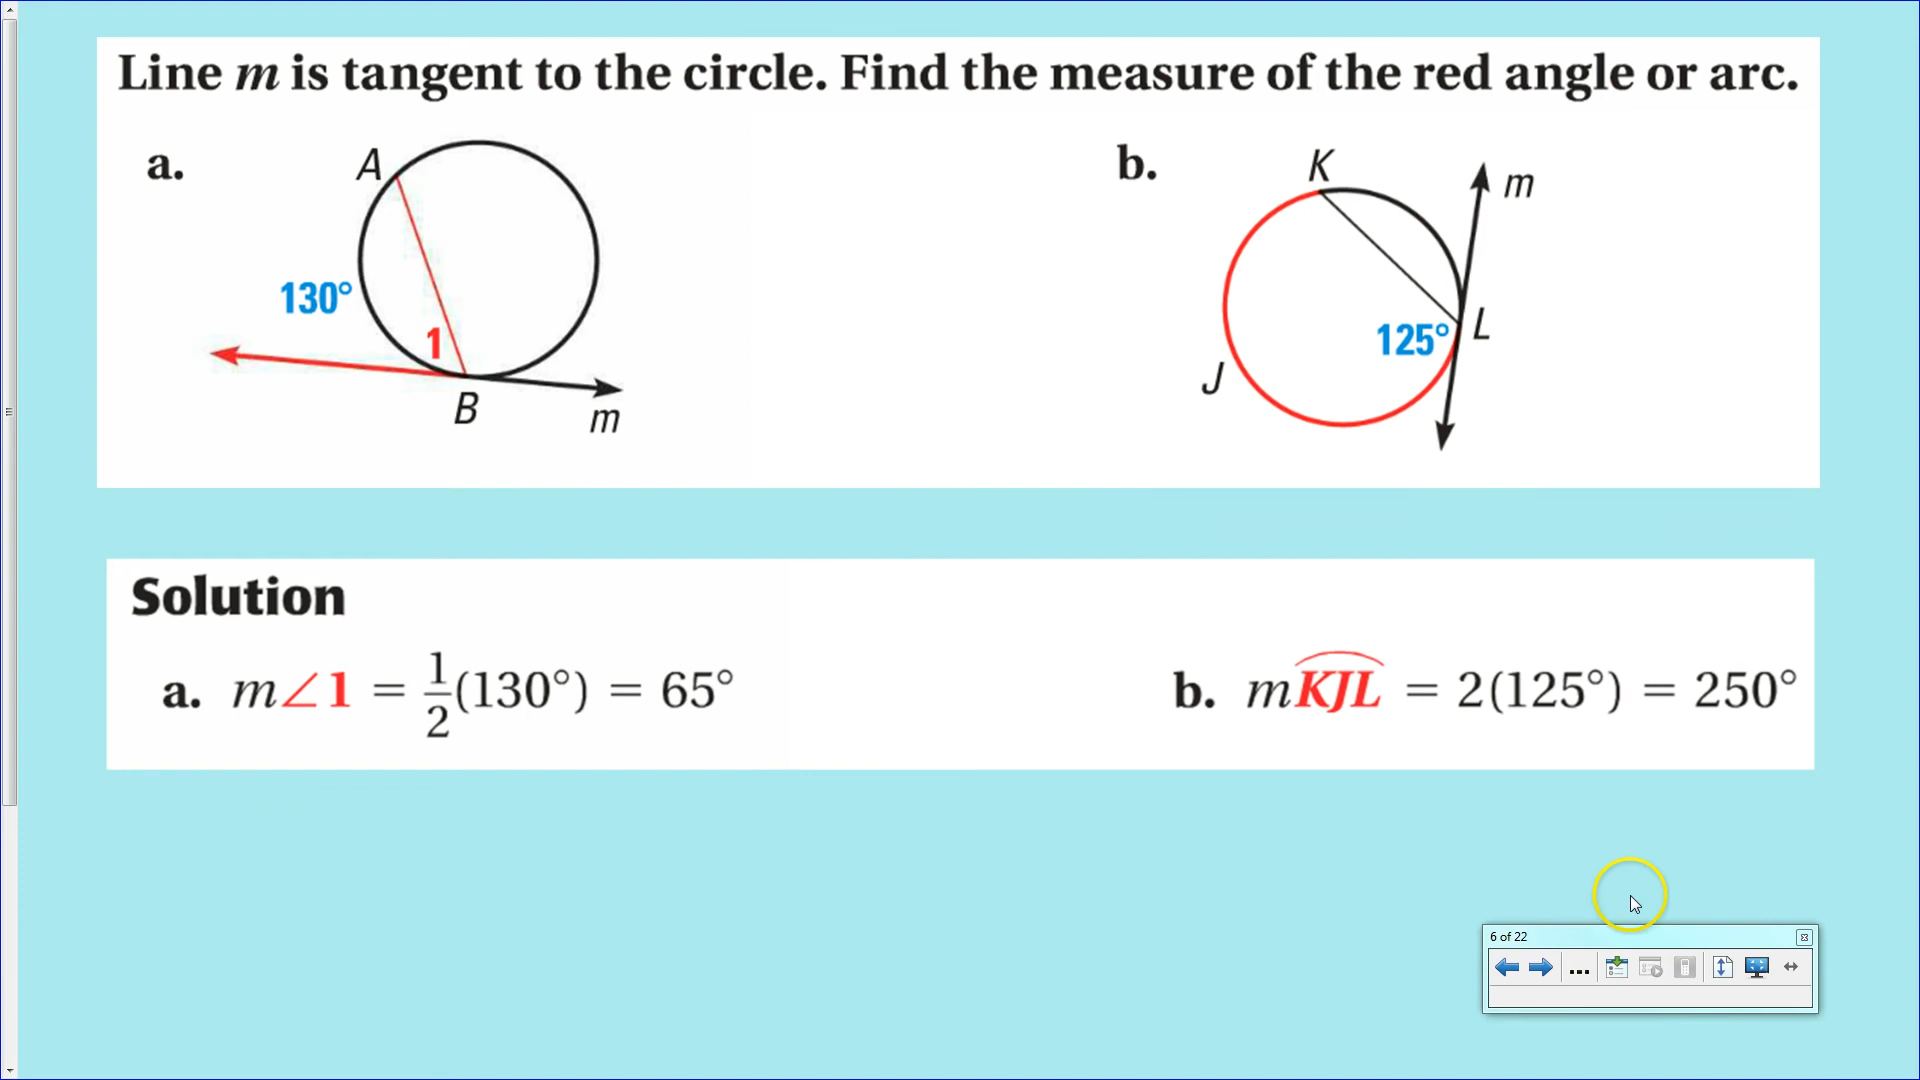 Line m is tangent to the circle. Find the measure of the red angle or arc.
a.
A
130°
1
B
m
b.
K
m
125°
L
J
Solution
a. m∠1 = 1/2(130°) = 65°
b. mKJL = 2(125°) = 250°
6 of 22